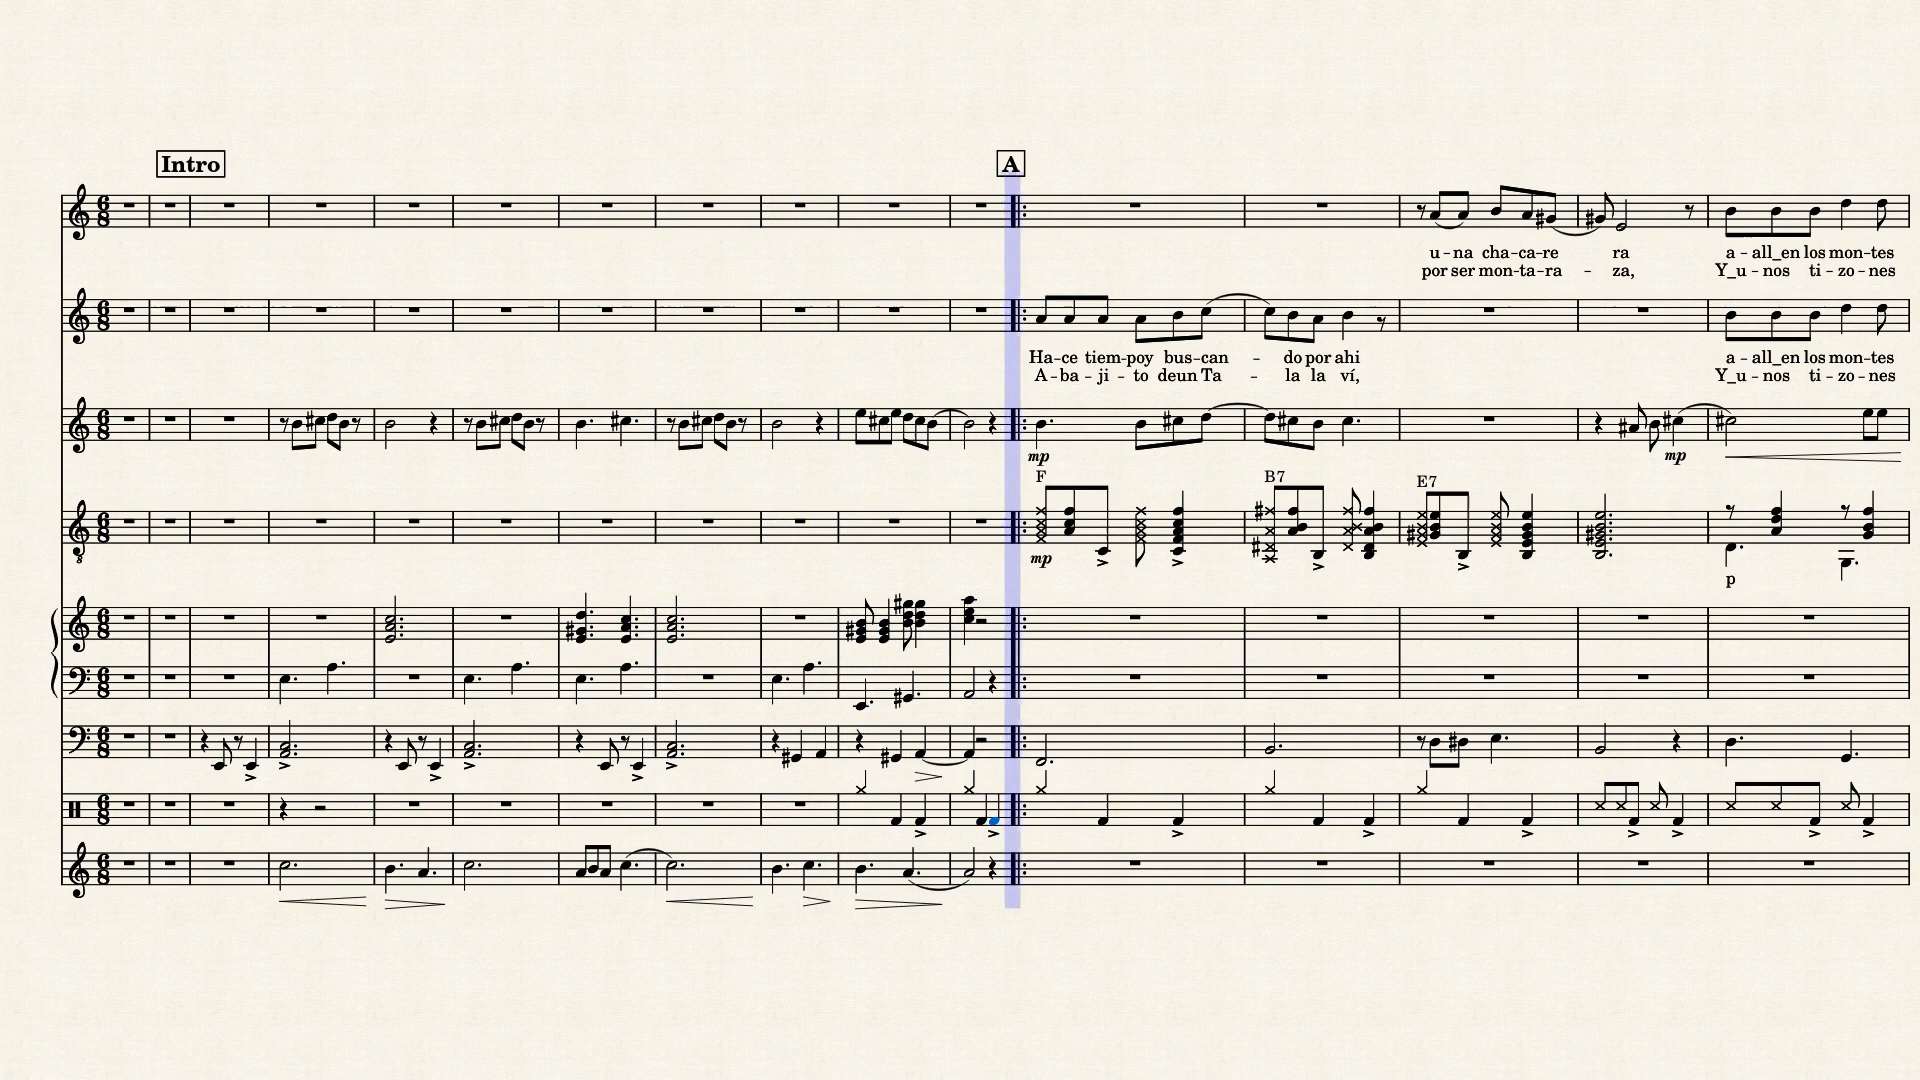 Intro
A
u-na cha-ca-re ra a-all_en los mon-tes
por ser mon-ta-ra - za, Y_u-nos ti-zo-nes
Ha-ce tiem-poy bus-can - do por ahi a-all_en los mon-tes
A-ba-ji-to deun Ta - la la ví, Y_u-nos ti-zo-nes
mp mp
F B7 E7
mp
p